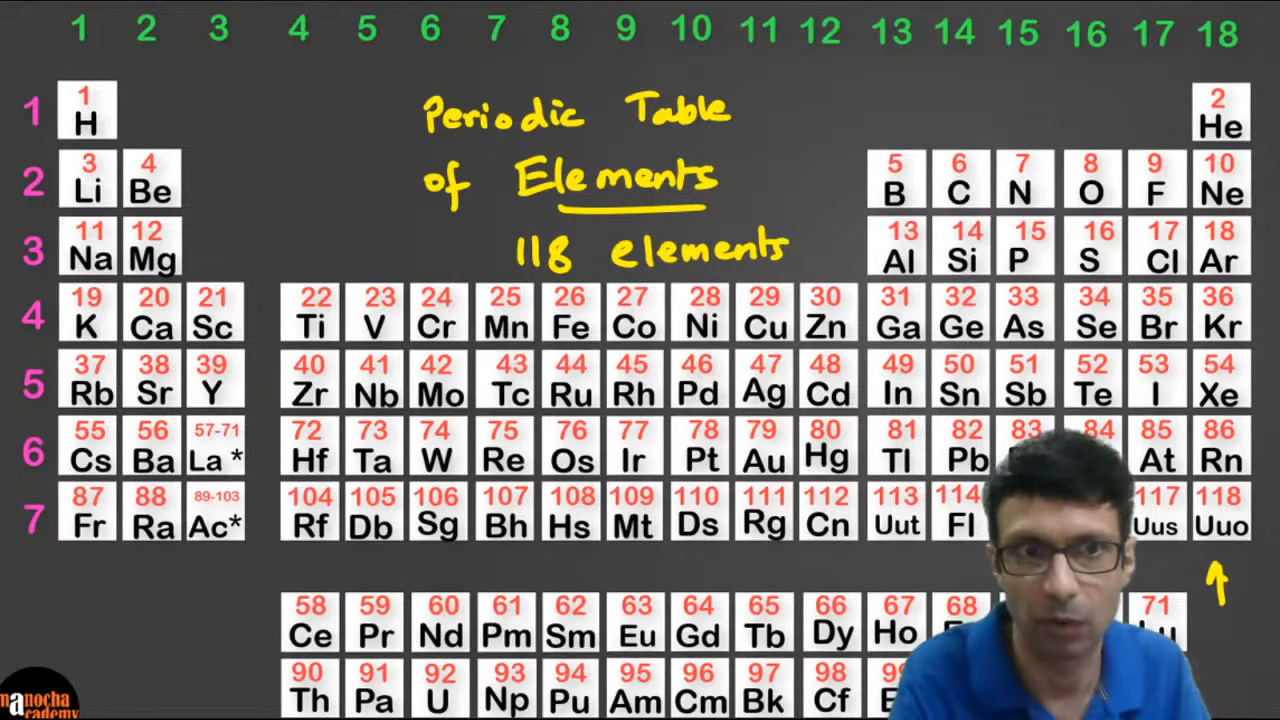 1 2 3 4 5 6 7 8 9 10 11 12 13 14 15 16 17 18
1 1 H Periodic Table 2 He
2 3 Li 4 Be of Elements 5 B 6 C 7 N 8 O 9 F 10 Ne
3 11 Na 12 Mg 118 elements 13 Al 14 Si 15 P 16 S 17 Cl 18 Ar
4 19 K 20 Ca 21 Sc 22 Ti 23 V 24 Cr 25 Mn 26 Fe 27 Co 28 Ni 29 Cu 30 Zn 31 Ga 32 Ge 33 As 34 Se 35 Br 36 Kr
5 37 Rb 38 Sr 39 Y 40 Zr 41 Nb 42 Mo 43 Tc 44 Ru 45 Rh 46 Pd 47 Ag 48 Cd 49 In 50 Sn 51 Sb 52 Te 53 I 54 Xe
6 55 Cs 56 Ba 57-71 La * 72 Hf 73 Ta 74 W 75 Re 76 Os 77 Ir 78 Pt 79 Au 80 Hg 81 Tl 82 Pb 83 84 85 At 86 Rn
7 87 Fr 88 Ra 89-103 Ac* 104 Rf 105 Db 106 Sg 107 Bh 108 Hs 109 Mt 110 Ds 111 Rg 112 Cn 113 Uut 114 Fl 117 Uus 118 Uuo
58 Ce 59 Pr 60 Nd 61 Pm 62 Sm 63 Eu 64 Gd 65 Tb 66 Dy 67 Ho 68 71
90 Th 91 Pa 92 U 93 Np 94 Pu 95 Am 96 Cm 97 Bk 98 Cf
manocha
academy